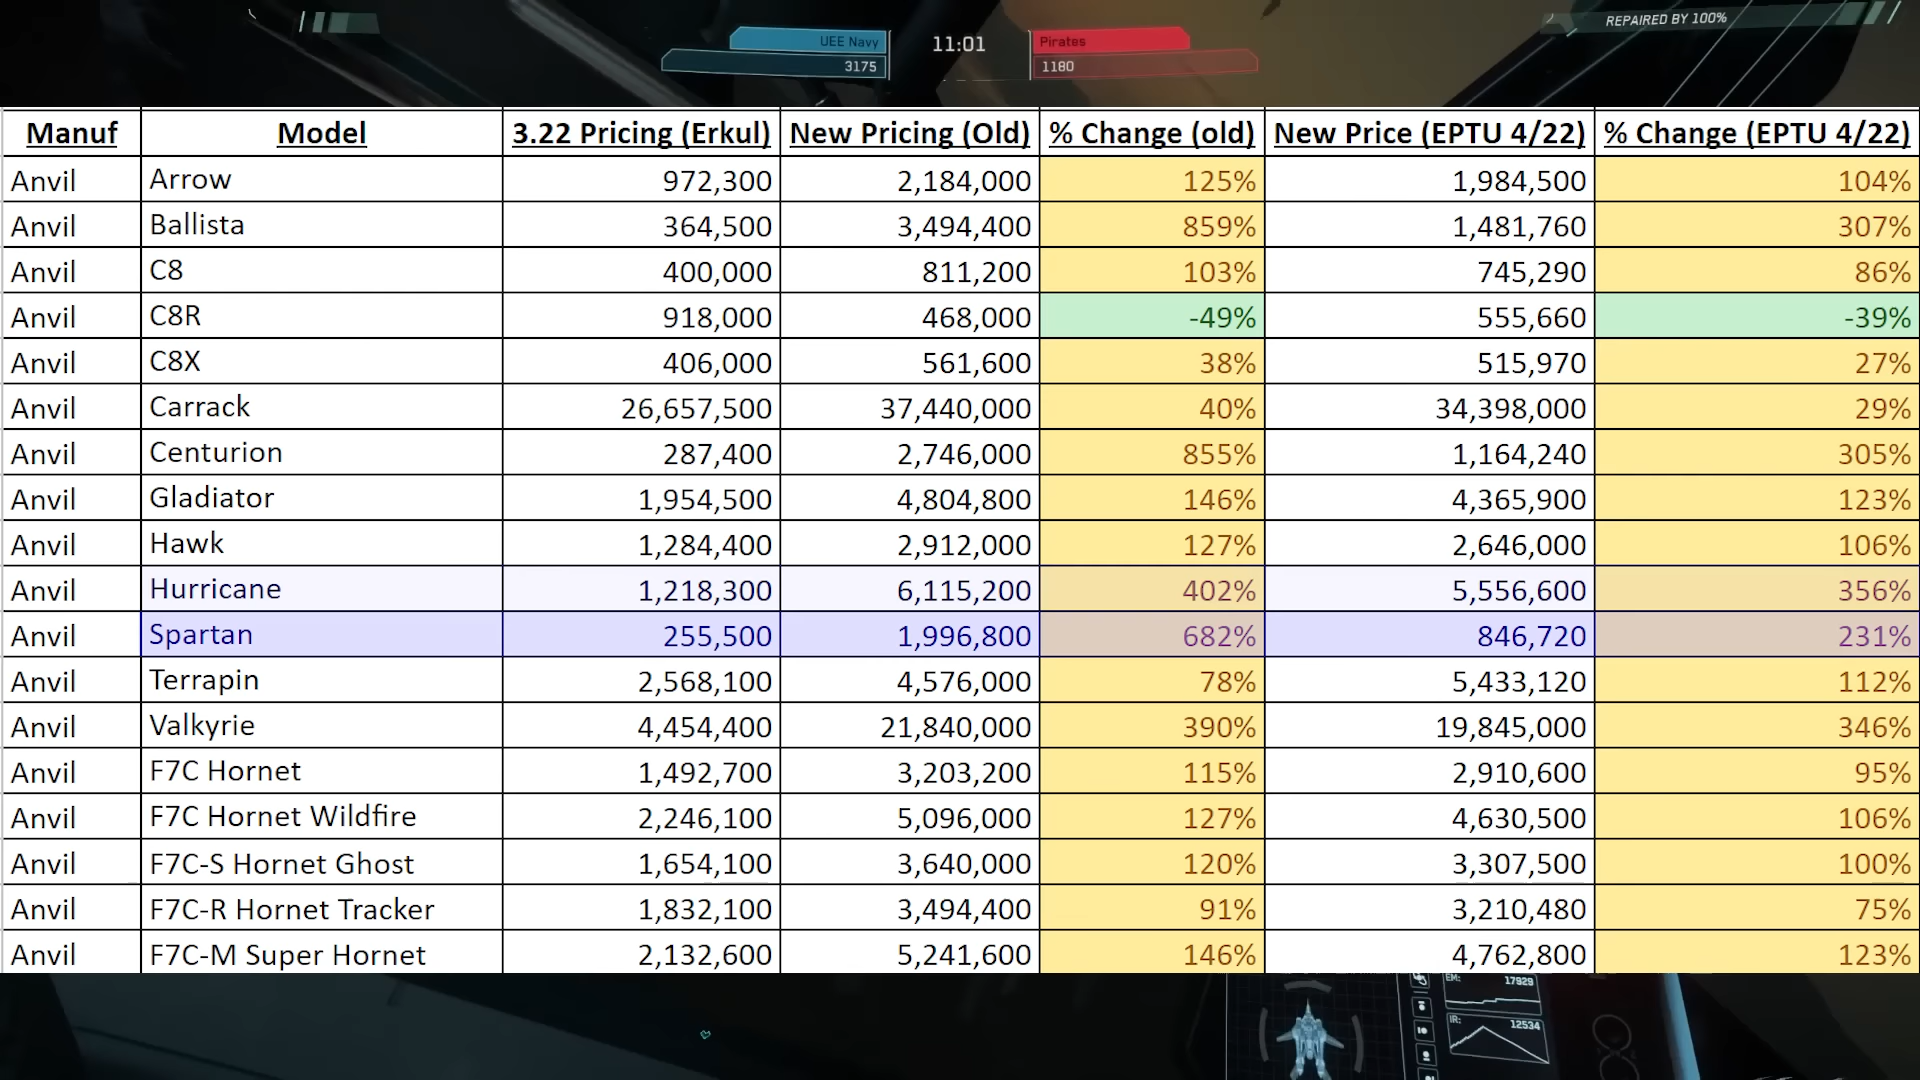 REPAIRED BY 100%
UEE Navy 11:01 Pirates
3175 1180
Manuf Model 3.22 Pricing (Erkul) New Pricing (Old) % Change (old) New Price (EPTU 4/22) % Change (EPTU 4/22)
Anvil Arrow 972,300 2,184,000 125% 1,984,500 104%
Anvil Ballista 364,500 3,494,400 859% 1,481,760 307%
Anvil C8 400,000 811,200 103% 745,290 86%
Anvil C8R 918,000 468,000 -49% 555,660 -39%
Anvil C8X 406,000 561,600 38% 515,970 27%
Anvil Carrack 26,657,500 37,440,000 40% 34,398,000 29%
Anvil Centurion 287,400 2,746,000 855% 1,164,240 305%
Anvil Gladiator 1,954,500 4,804,800 146% 4,365,900 123%
Anvil Hawk 1,284,400 2,912,000 127% 2,646,000 106%
Anvil Hurricane 1,218,300 6,115,200 402% 5,556,600 356%
Anvil Spartan 255,500 1,996,800 682% 846,720 231%
Anvil Terrapin 2,568,100 4,576,000 78% 5,433,120 112%
Anvil Valkyrie 4,454,400 21,840,000 390% 19,845,000 346%
Anvil F7C Hornet 1,492,700 3,203,200 115% 2,910,600 95%
Anvil F7C Hornet Wildfire 2,246,100 5,096,000 127% 4,630,500 106%
Anvil F7C-S Hornet Ghost 1,654,100 3,640,000 120% 3,307,500 100%
Anvil F7C-R Hornet Tracker 1,832,100 3,494,400 91% 3,210,480 75%
Anvil F7C-M Super Hornet 2,132,600 5,241,600 146% 4,762,800 123%
EM: 17929
IR: 12534